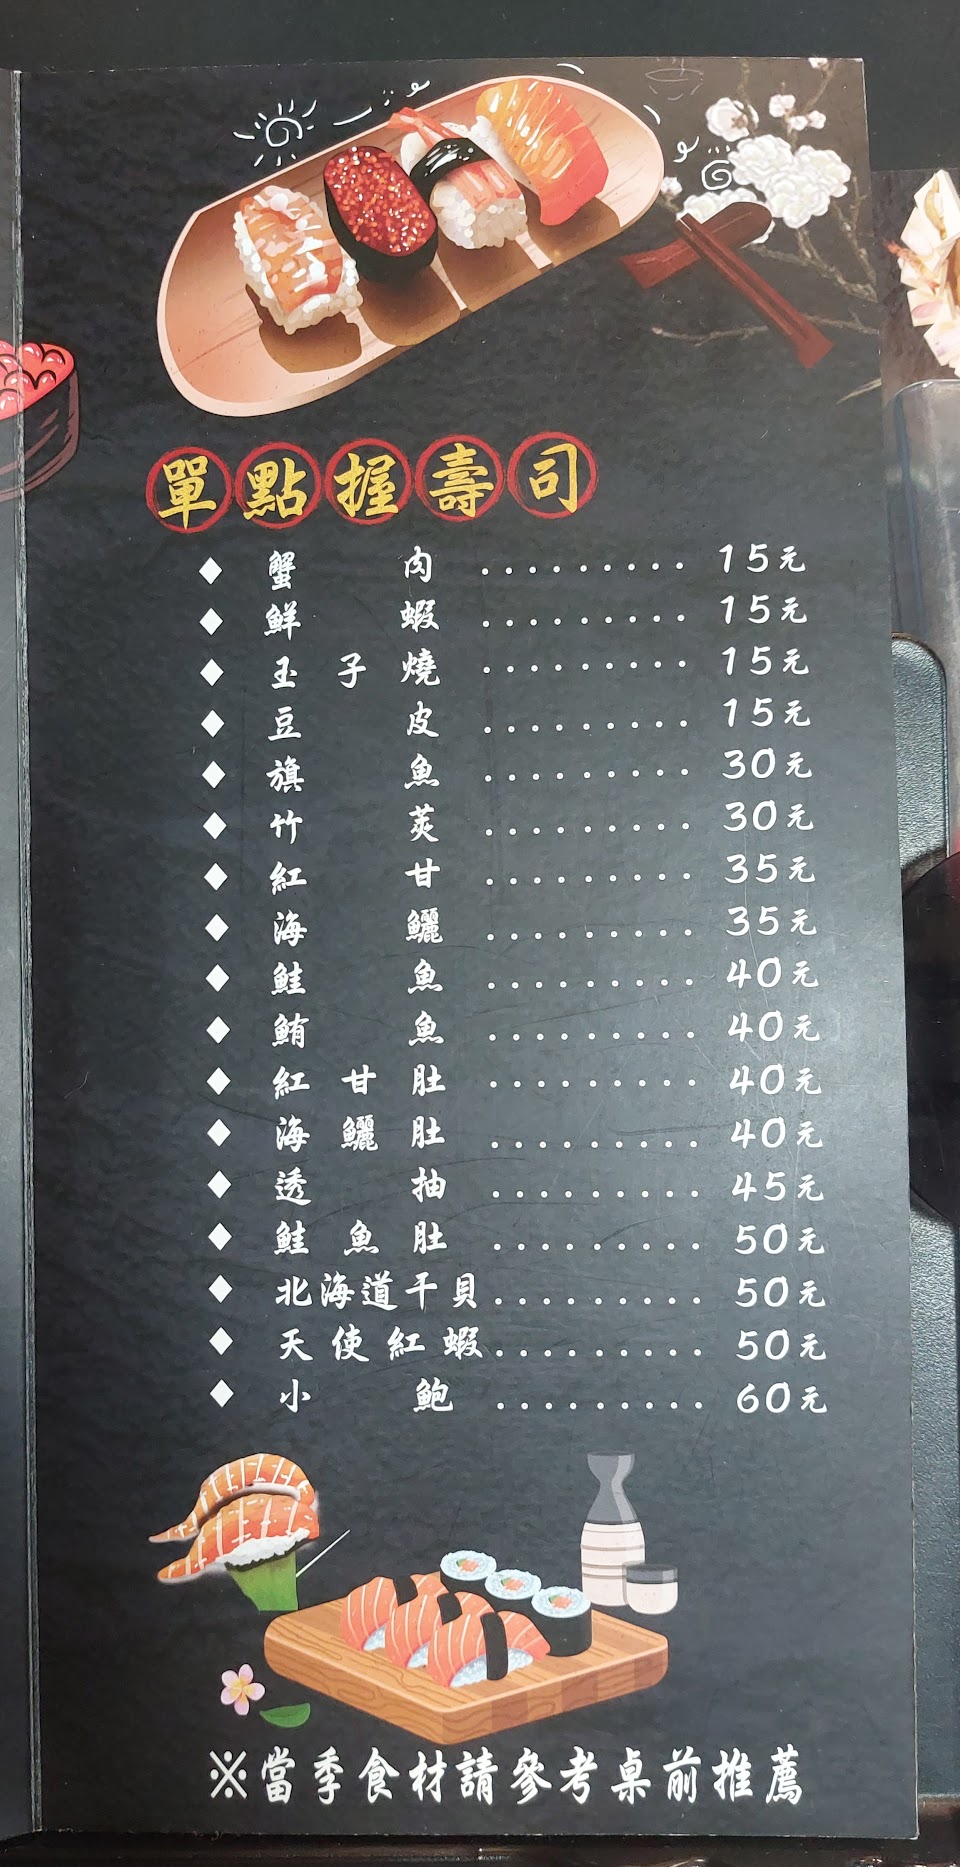 單點握壽司
◆ 蟹肉 ......... 15元
◆ 鮮蝦 ......... 15元
◆ 玉子燒 ......... 15元
◆ 豆皮 ......... 15元
◆ 旗魚 ......... 30元
◆ 竹莢 ......... 30元
◆ 紅甘 ......... 35元
◆ 海鱺 ......... 35元
◆ 鮭魚 ......... 40元
◆ 鮪魚 ......... 40元
◆ 紅甘肚 ......... 40元
◆ 海鱺肚 ......... 40元
◆ 透抽 ......... 45元
◆ 鮭魚肚 ......... 50元
◆ 北海道干貝 ......... 50元
◆ 天使紅蝦 ......... 50元
◆ 小鮑 ......... 60元
※當季食材請參考桌前推薦